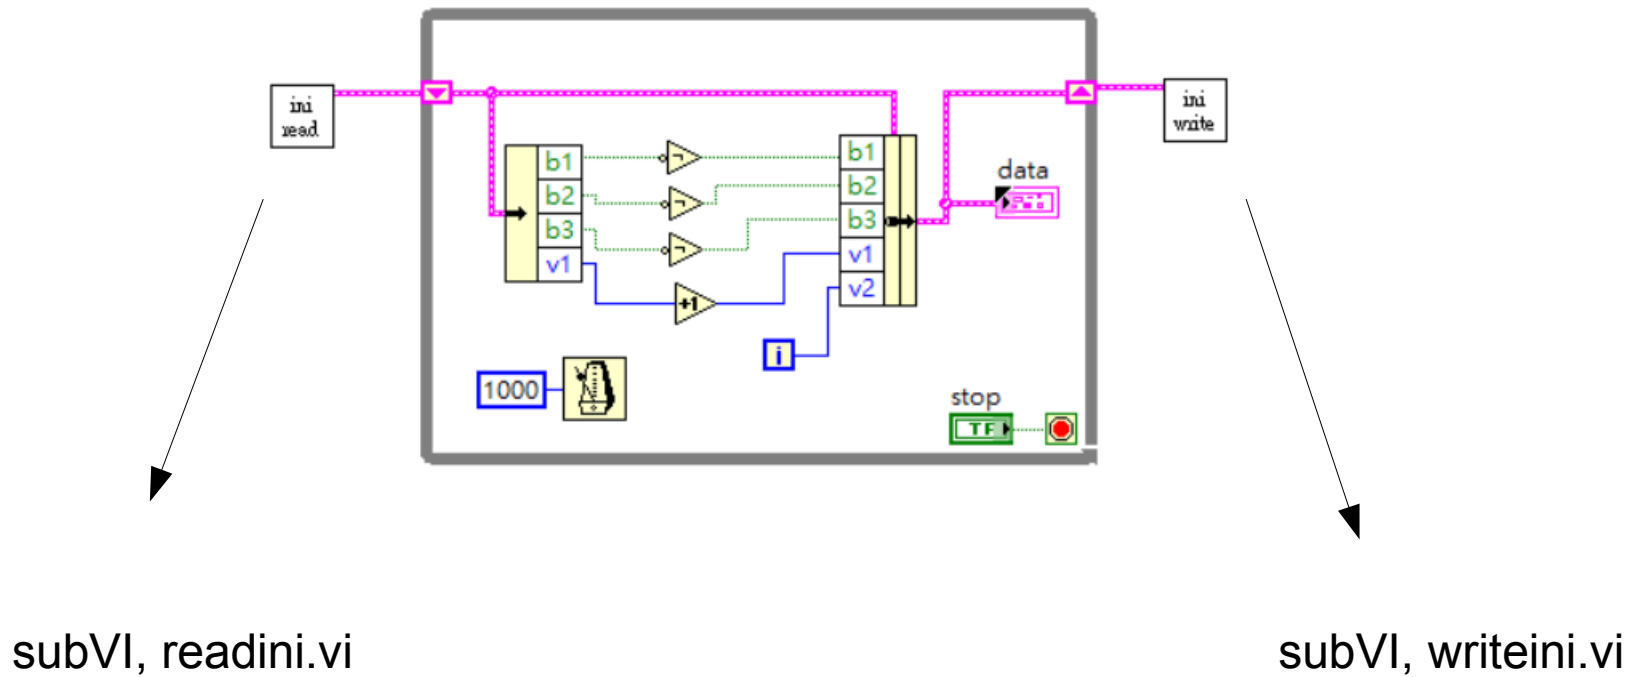 ini
read
b1
b2
b3
v1
+1
b1
b2
b3
v1
v2
i
1000
data
stop
TF
ini
write
subVI, readini.vi
subVI, writeini.vi